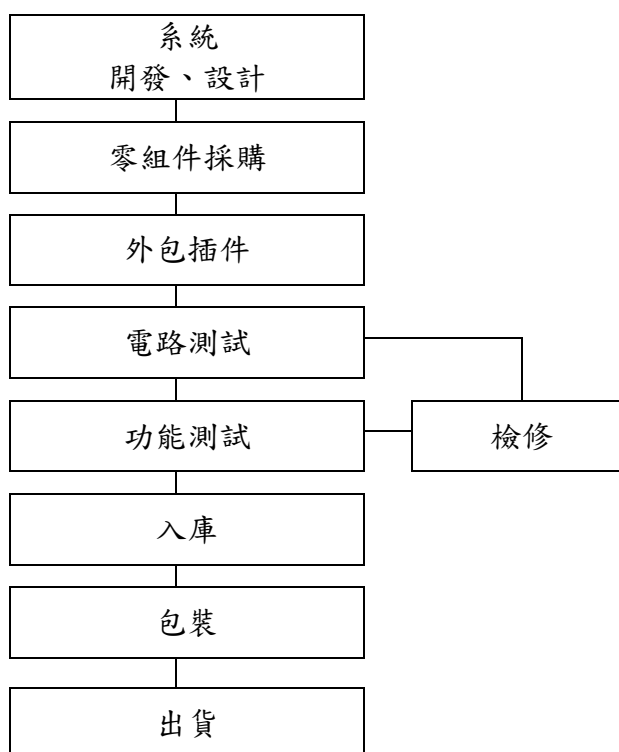 系統
開發、設計
零組件採購
外包插件
電路測試
功能測試
檢修
入庫
包裝
出貨